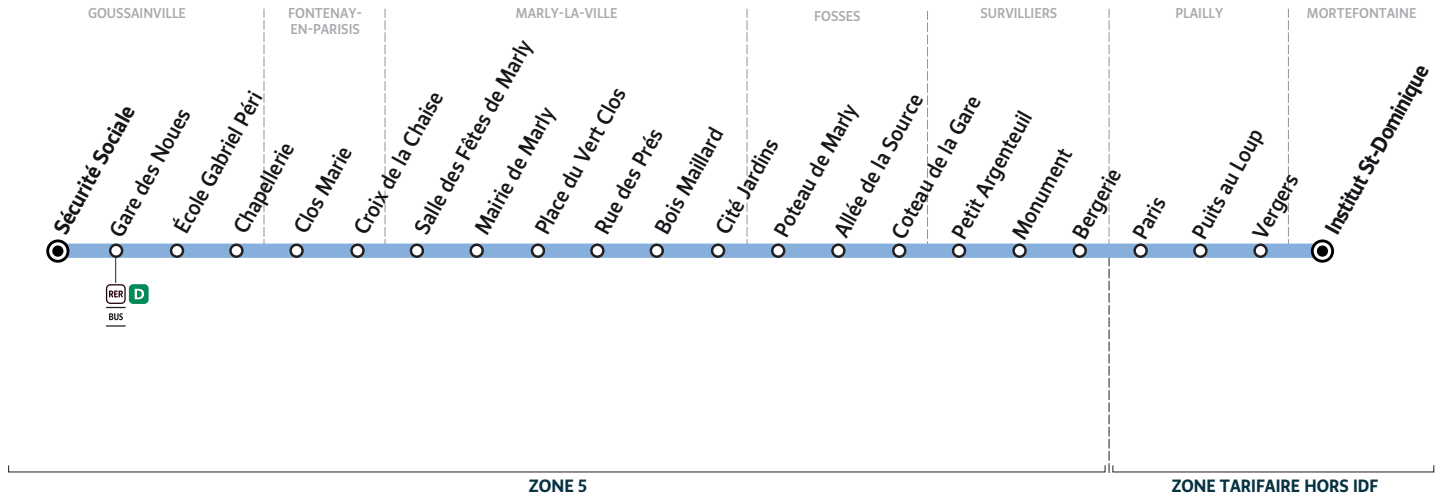 GOUSSAINVILLE
FONTENAY-
EN-PARISIS
MARLY-LA-VILLE
FOSSES
SURVILLIERS
PLAILLY
MORTEFONTAINE
Sécurité Sociale
Gare des Noues
École Gabriel Péri
Chapellerie
Clos Marie
Croix de la Chaise
Salle des Fêtes de Marly
Mairie de Marly
Place du Vert Clos
Rue des Prés
Bois Maillard
Cité Jardins
Poteau de Marly
Allée de la Source
Coteau de la Gare
Petit Argenteuil
Monument
Bergerie
Paris
Puits au Loup
Vergers
Institut St-Dominique
RER D
BUS
ZONE 5
ZONE TARIFAIRE HORS IDF